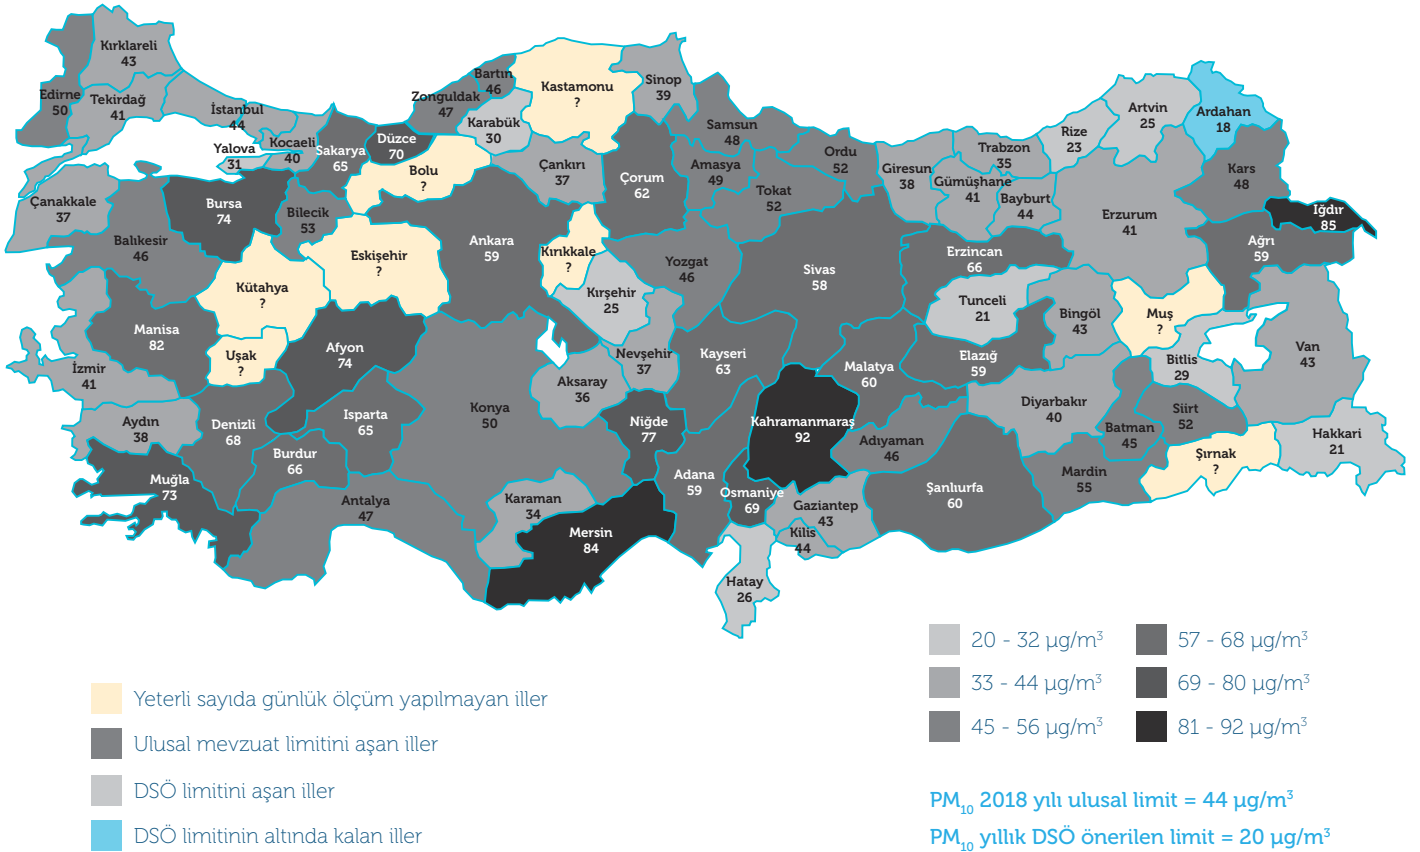 Kırklareli
43
Edirne
50
Tekirdağ
41
İstanbul
44
Kocaeli
40
Yalova
31
Sakarya
65
Düzce
70
Zonguldak
47
Bartın
46
Karabük
30
Kastamonu
?
Sinop
39
Samsun
48
Bolu
?
Çankırı
37
Çorum
62
Amasya
49
Tokat
52
Ordu
52
Giresun
38
Trabzon
35
Gümüşhane
41
Bayburt
44
Rize
23
Artvin
25
Ardahan
18
Kars
48
Iğdır
85
Ağrı
59
Erzurum
41
Çanakkale
37
Bursa
74
Bilecik
53
Balıkesir
46
Kütahya
?
Eskişehir
?
Ankara
59
Kırıkkale
?
Kırşehir
25
Yozgat
46
Sivas
58
Erzincan
66
Tunceli
21
Bingöl
43
Muş
?
Bitlis
29
Van
43
Manisa
82
Uşak
?
Afyon
74
İzmir
41
Aydın
38
Denizli
68
Isparta
65
Burdur
66
Muğla
73
Antalya
47
Konya
50
Aksaray
36
Nevşehir
37
Kayseri
63
Niğde
77
Malatya
60
Elazığ
59
Diyarbakır
40
Batman
45
Siirt
52
Şırnak
?
Hakkari
21
Mardin
55
Kahramanmaraş
92
Adıyaman
46
Şanlıurfa
60
Adana
59
Osmaniye
69
Gaziantep
43
Kilis
44
Hatay
26
Karaman
34
Mersin
84
Yeterli sayıda günlük ölçüm yapılmayan iller
Ulusal mevzuat limitini aşan iller
DSÖ limitini aşan iller
DSÖ limitinin altında kalan iller
20 - 32 µg/m³
33 - 44 µg/m³
45 - 56 µg/m³
57 - 68 µg/m³
69 - 80 µg/m³
81 - 92 µg/m³
PM₁₀ 2018 yılı ulusal limit = 44 µg/m³
PM₁₀ yıllık DSÖ önerilen limit = 20 µg/m³